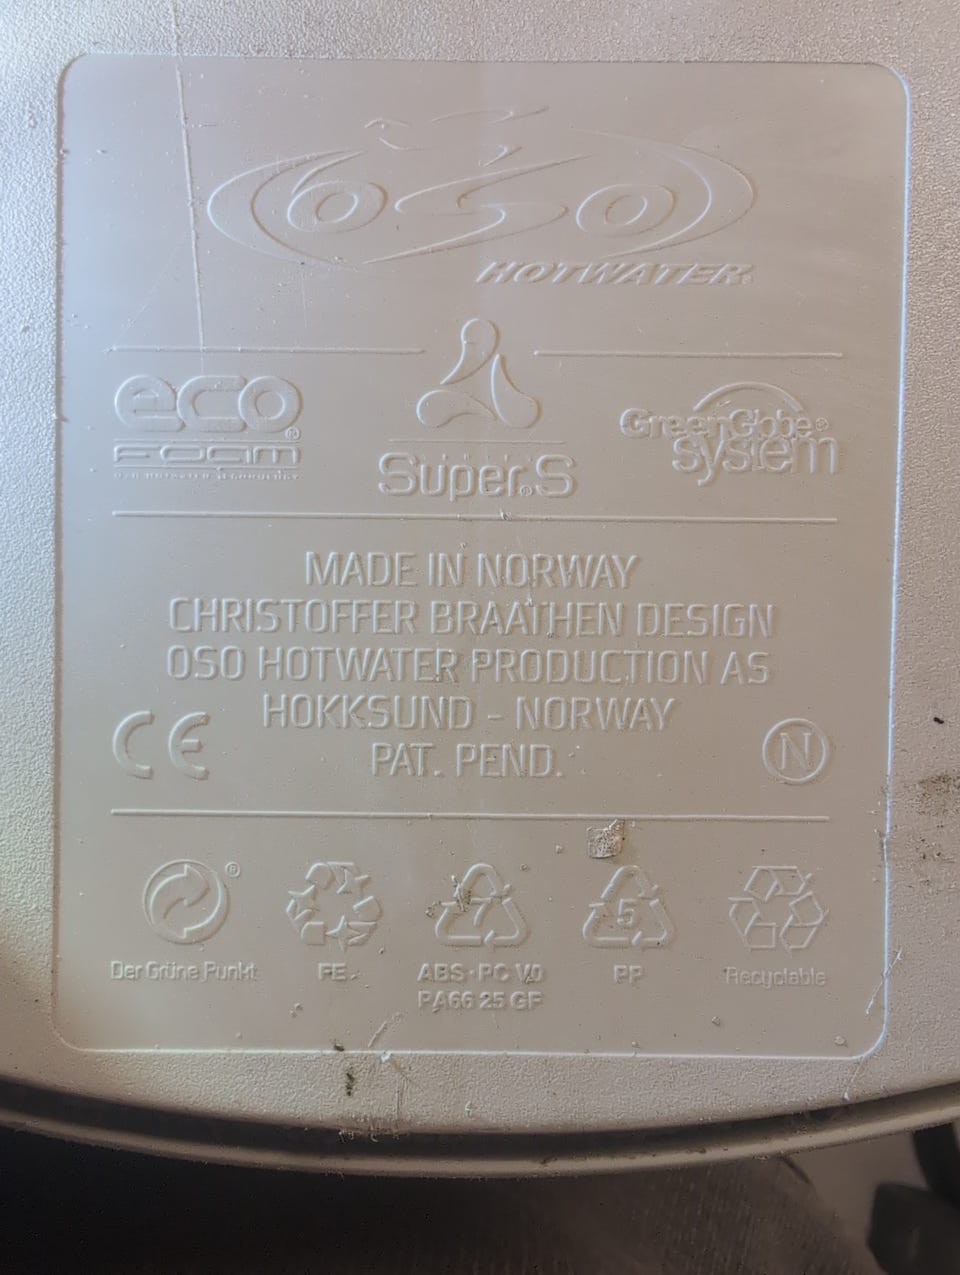 OSO
HOTWATER
eco®
FOAM
Super®S
GreenGlobe®
system
MADE IN NORWAY
CHRISTOFFER BRAATHEN DESIGN
OSO HOTWATER PRODUCTION AS
HOKKSUND - NORWAY
PAT. PEND.
CE
N
®
7
5
Der Grüne Punkt
FE
ABS·PC V0
PA66 25 GF
PP
Recyclable